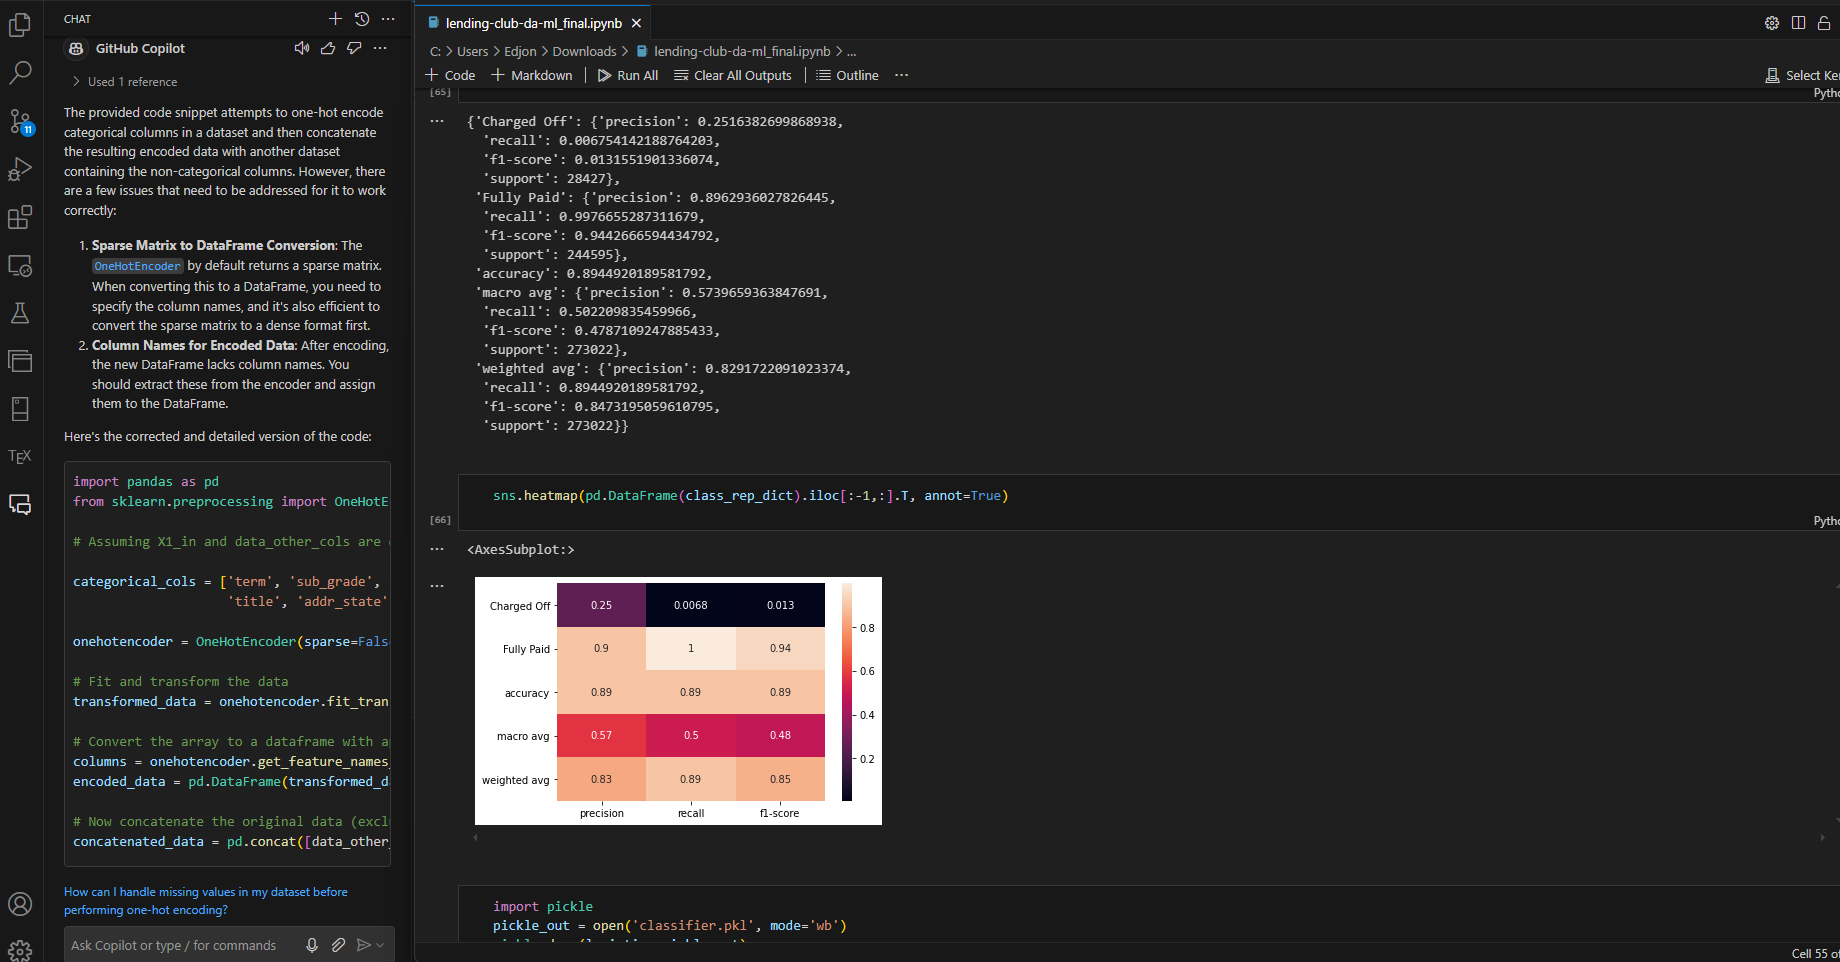 CHAT
GitHub Copilot
Used 1 reference
The provided code snippet attempts to one-hot encode
categorical columns in a dataset and then concatenate
the resulting encoded data with another dataset
containing the non-categorical columns. However, there
are a few issues that need to be addressed for it to work
correctly:
1. Sparse Matrix to DataFrame Conversion: The
OneHotEncoder by default returns a sparse matrix.
When converting this to a DataFrame, you need to
specify the column names, and it's also efficient to
convert the sparse matrix to a dense format first.
2. Column Names for Encoded Data: After encoding,
the new DataFrame lacks column names. You
should extract these from the encoder and assign
them to the DataFrame.
Here's the corrected and detailed version of the code:
import pandas as pd
from sklearn.preprocessing import OneHotE
# Assuming X1_in and data_other_cols are
categorical_cols = ['term', 'sub_grade',
'title', 'addr_state'
onehotencoder = OneHotEncoder(sparse=Fals
# Fit and transform the data
transformed_data = onehotencoder.fit_tran
# Convert the array to a dataframe with a
columns = onehotencoder.get_feature_names_
encoded_data = pd.DataFrame(transformed_d
# Now concatenate the original data (excl
concatenated_data = pd.concat([data_other_
How can I handle missing values in my dataset before
performing one-hot encoding?
Ask Copilot or type / for commands
11
TEX
lending-club-da-ml_final.ipynb
C: > Users > Edjon > Downloads > lending-club-da-ml_final.ipynb > ...
+ Code + Markdown | Run All Clear All Outputs | Outline ...
Select Ke
[65]
Pytho
{'Charged Off': {'precision': 0.2516382699868938,
'recall': 0.006754142188764203,
'f1-score': 0.0131551901336074,
'support': 28427},
'Fully Paid': {'precision': 0.8962936027826445,
'recall': 0.9976655287311679,
'f1-score': 0.9442666594434792,
'support': 244595},
'accuracy': 0.8944920189581792,
'macro avg': {'precision': 0.5739659363847691,
'recall': 0.502209835459966,
'f1-score': 0.4787109247885433,
'support': 273022},
'weighted avg': {'precision': 0.8291722091023374,
'recall': 0.8944920189581792,
'f1-score': 0.8473195059610795,
'support': 273022}}
sns.heatmap(pd.DataFrame(class_rep_dict).iloc[:-1,:].T, annot=True)
[66]
Pytho
<AxesSubplot:>
Charged Off 0.25 0.0068 0.013
Fully Paid 0.9 1 0.94
accuracy 0.89 0.89 0.89
macro avg 0.57 0.5 0.48
weighted avg 0.83 0.89 0.85
precision recall f1-score
0.8
0.6
0.4
0.2
import pickle
pickle_out = open('classifier.pkl', mode='wb')
Cell 55 o